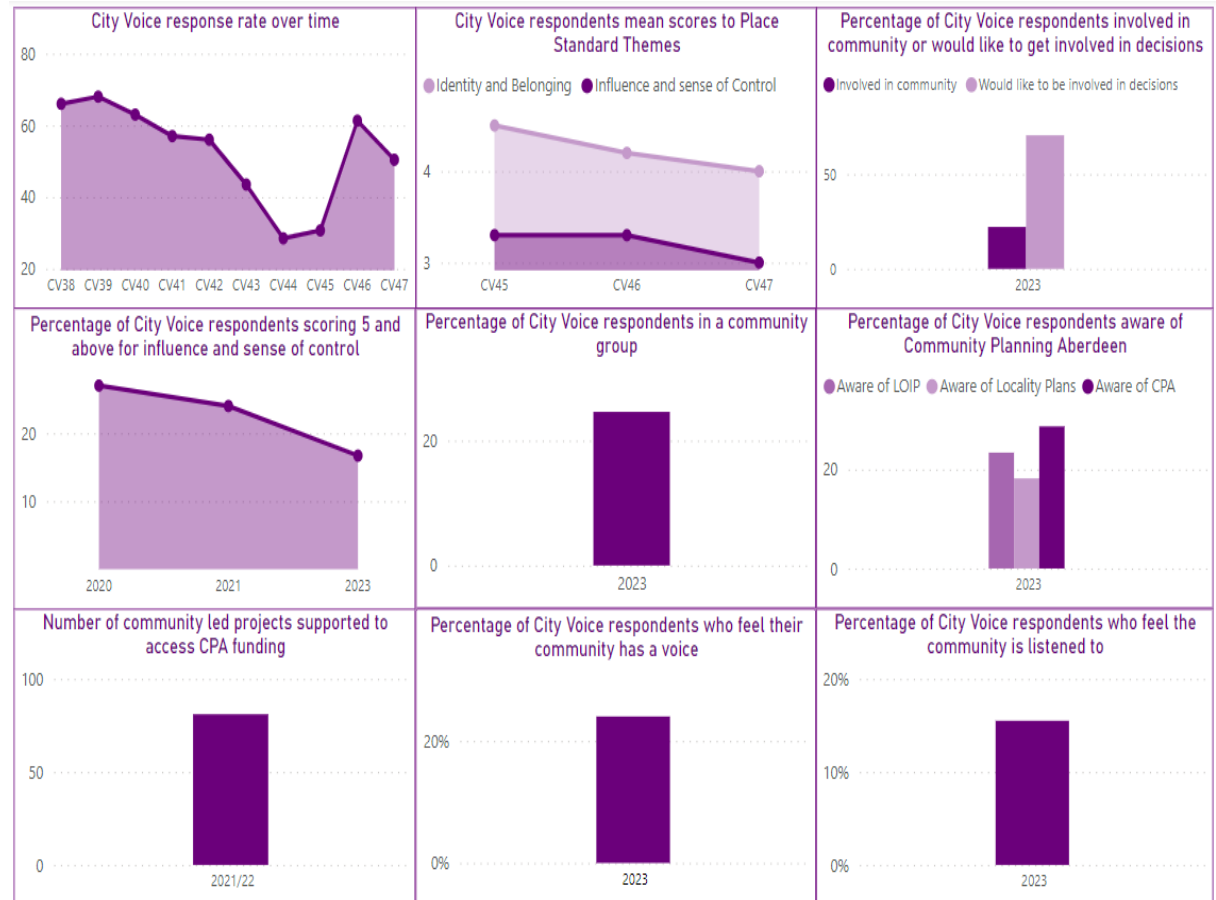 City Voice response rate over time
80
60
40
20
CV38 CV39 CV40 CV41 CV42 CV43 CV44 CV45 CV46 CV47
City Voice respondents mean scores to Place
Standard Themes
Identity and Belonging Influence and sense of Control
4
3
CV45 CV46 CV47
Percentage of City Voice respondents involved in
community or would like to get involved in decisions
Involved in community Would like to be involved in decisions
50
0
2023
Percentage of City Voice respondents scoring 5 and
above for influence and sense of control
20
10
2020 2021 2023
Percentage of City Voice respondents in a community
group
20
0
2023
Percentage of City Voice respondents aware of
Community Planning Aberdeen
Aware of LOIP Aware of Locality Plans Aware of CPA
20
0
2023
Number of community led projects supported to
access CPA funding
100
50
0
2021/22
Percentage of City Voice respondents who feel their
community has a voice
20%
0%
2023
Percentage of City Voice respondents who feel the
community is listened to
20%
10%
0%
2023